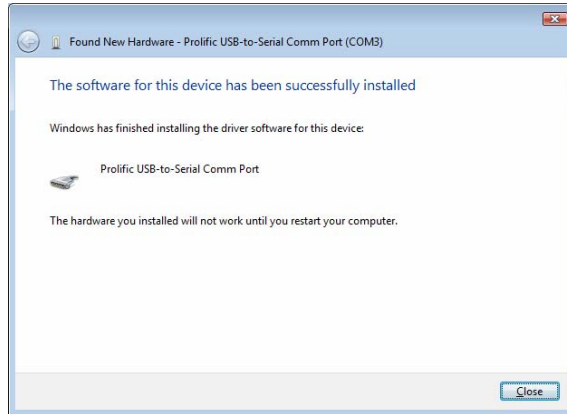 Found New Hardware - Prolific USB-to-Serial Comm Port (COM3)
The software for this device has been successfully installed
Windows has finished installing the driver software for this device:
Prolific USB-to-Serial Comm Port
The hardware you installed will not work until you restart your computer.
Close